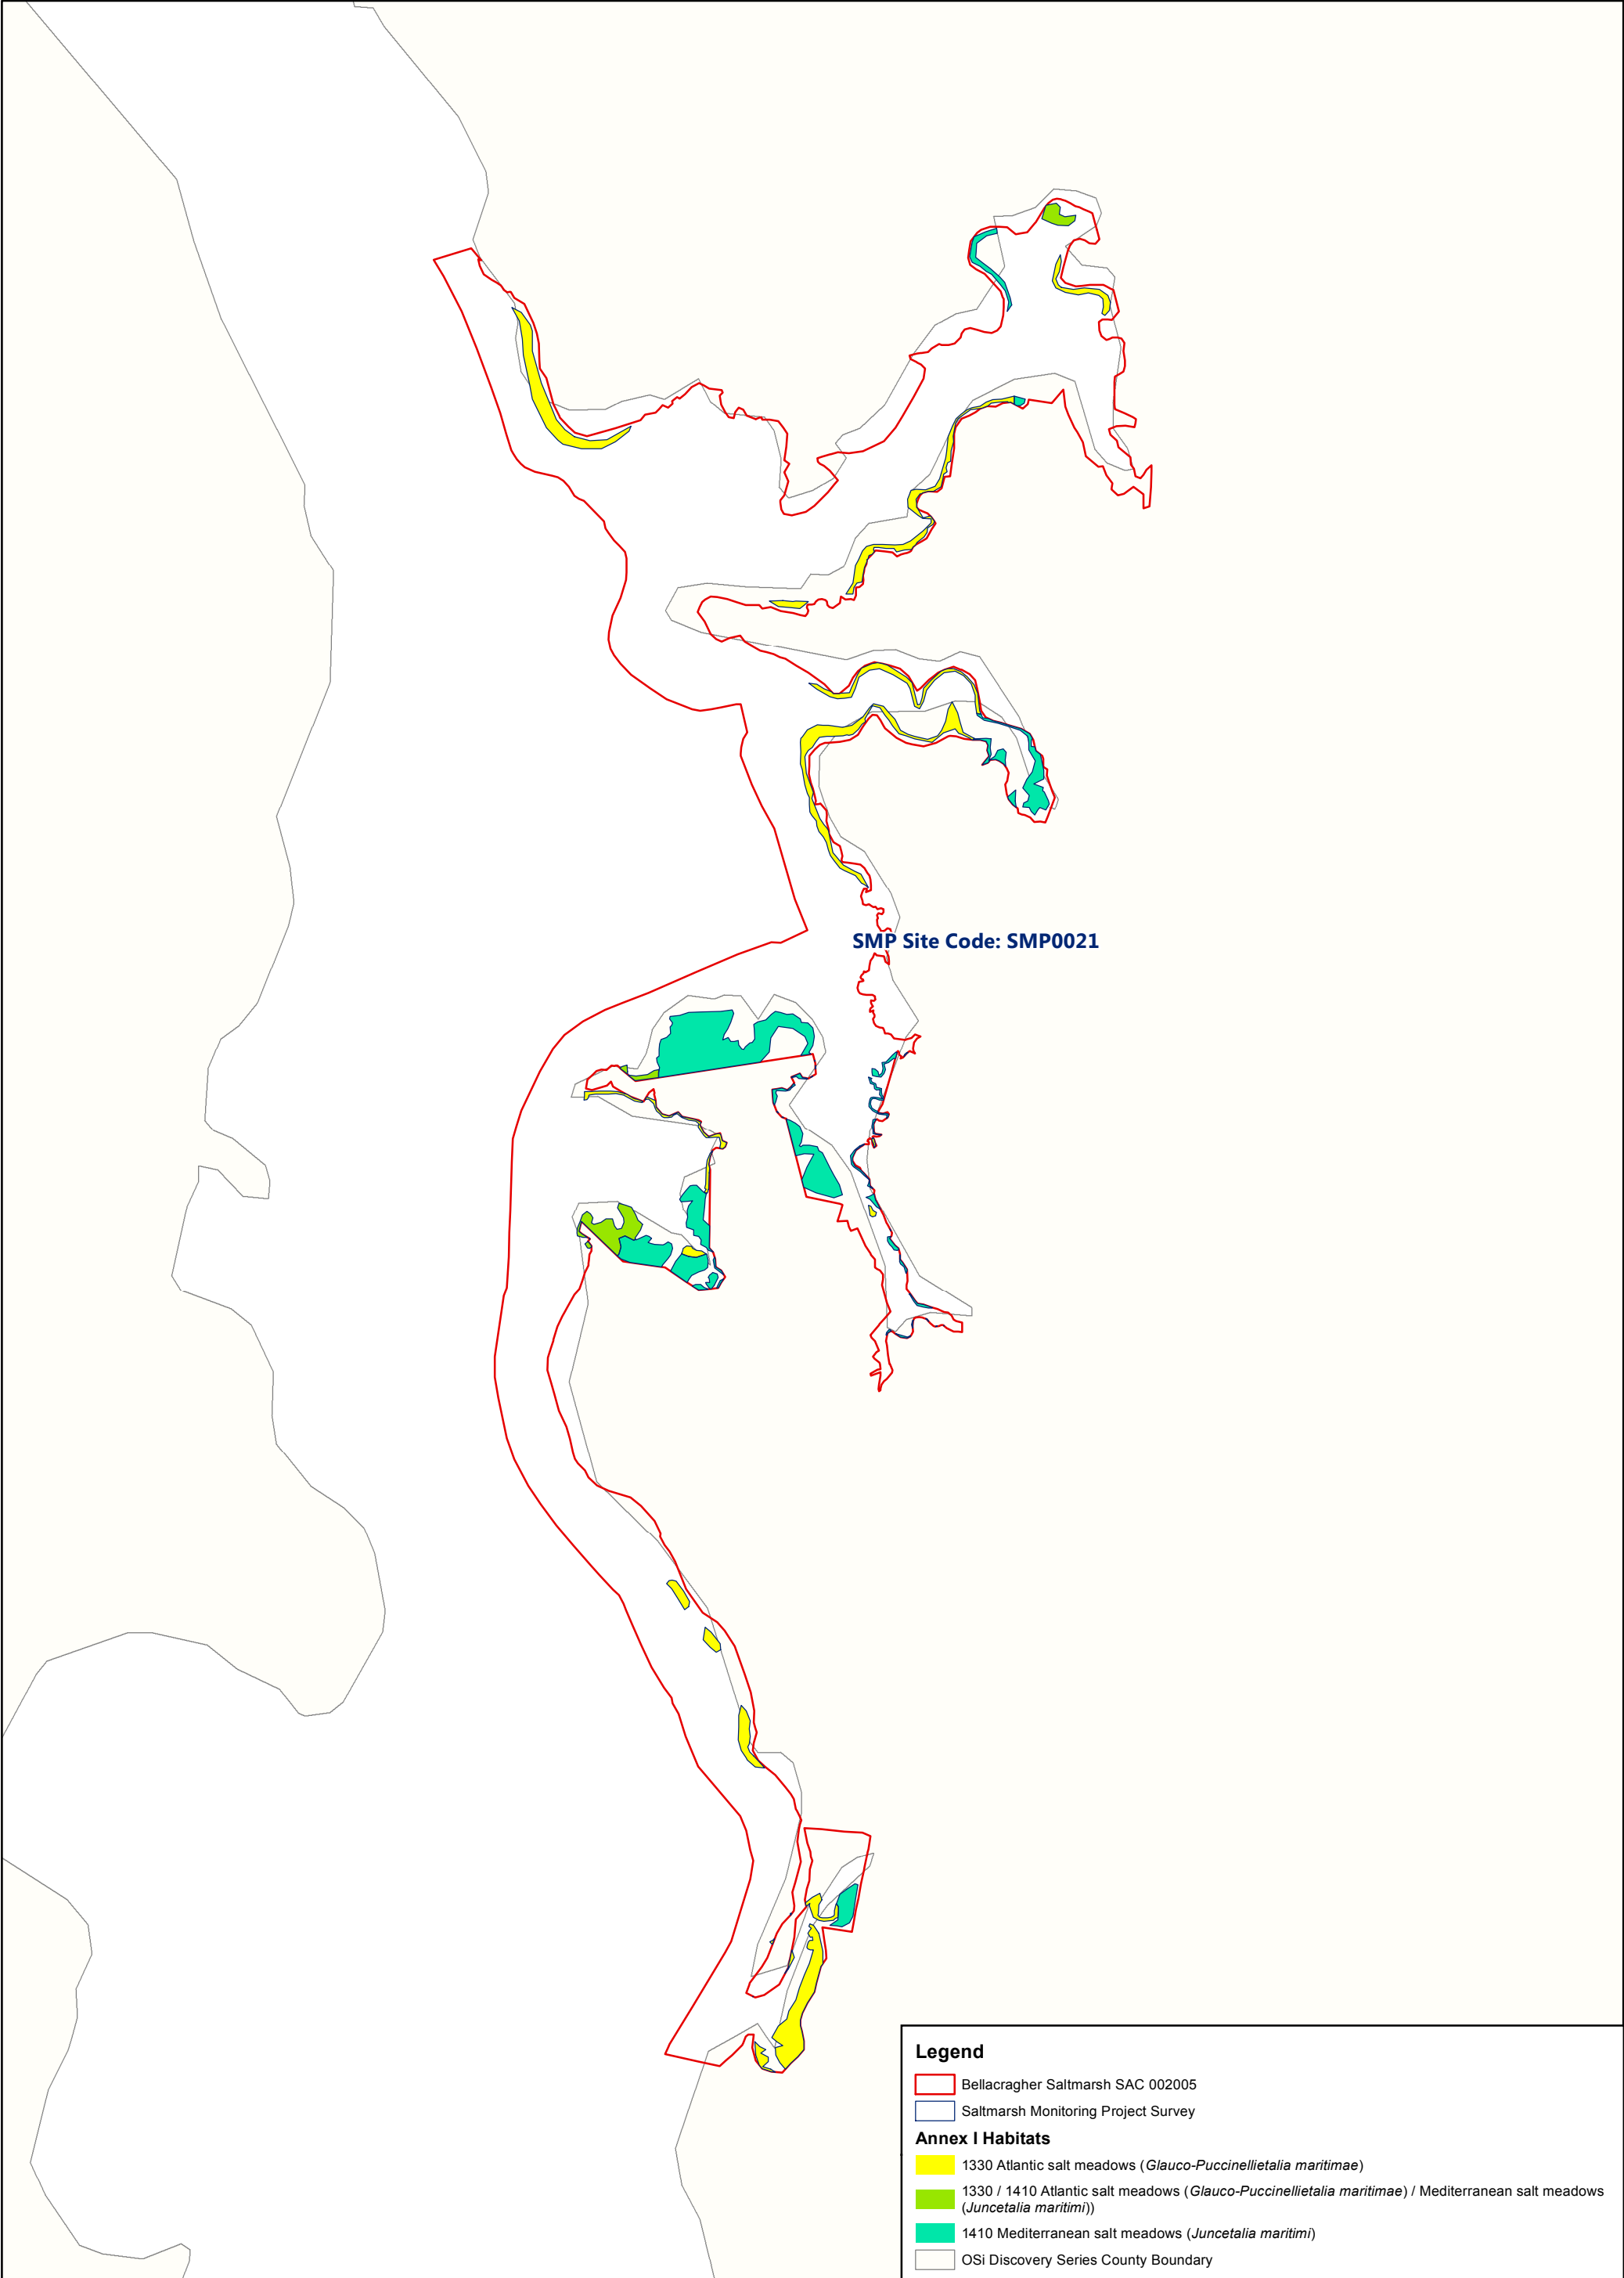 SMP Site Code: SMP0021
Legend
Bellacragher Saltmarsh SAC 002005
Saltmarsh Monitoring Project Survey
Annex I Habitats
1330 Atlantic salt meadows (Glauco-Puccinellietalia maritimae)
1330 / 1410 Atlantic salt meadows (Glauco-Puccinellietalia maritimae) / Mediterranean salt meadows
(Juncetalia maritimi))
1410 Mediterranean salt meadows (Juncetalia maritimi)
OSi Discovery Series County Boundary